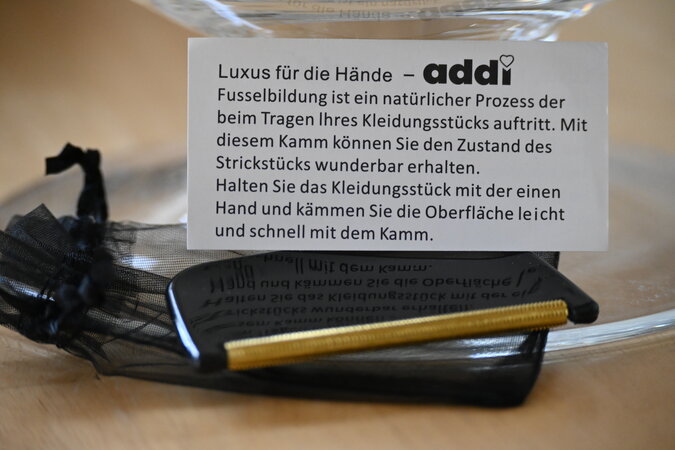 Luxus für die Hände – addi
Fusselbildung ist ein natürlicher Prozess der
beim Tragen Ihres Kleidungsstücks auftritt. Mit
diesem Kamm können Sie den Zustand des
Strickstücks wunderbar erhalten.
Halten Sie das Kleidungsstück mit der einen
Hand und kämmen Sie die Oberfläche leicht
und schnell mit dem Kamm.